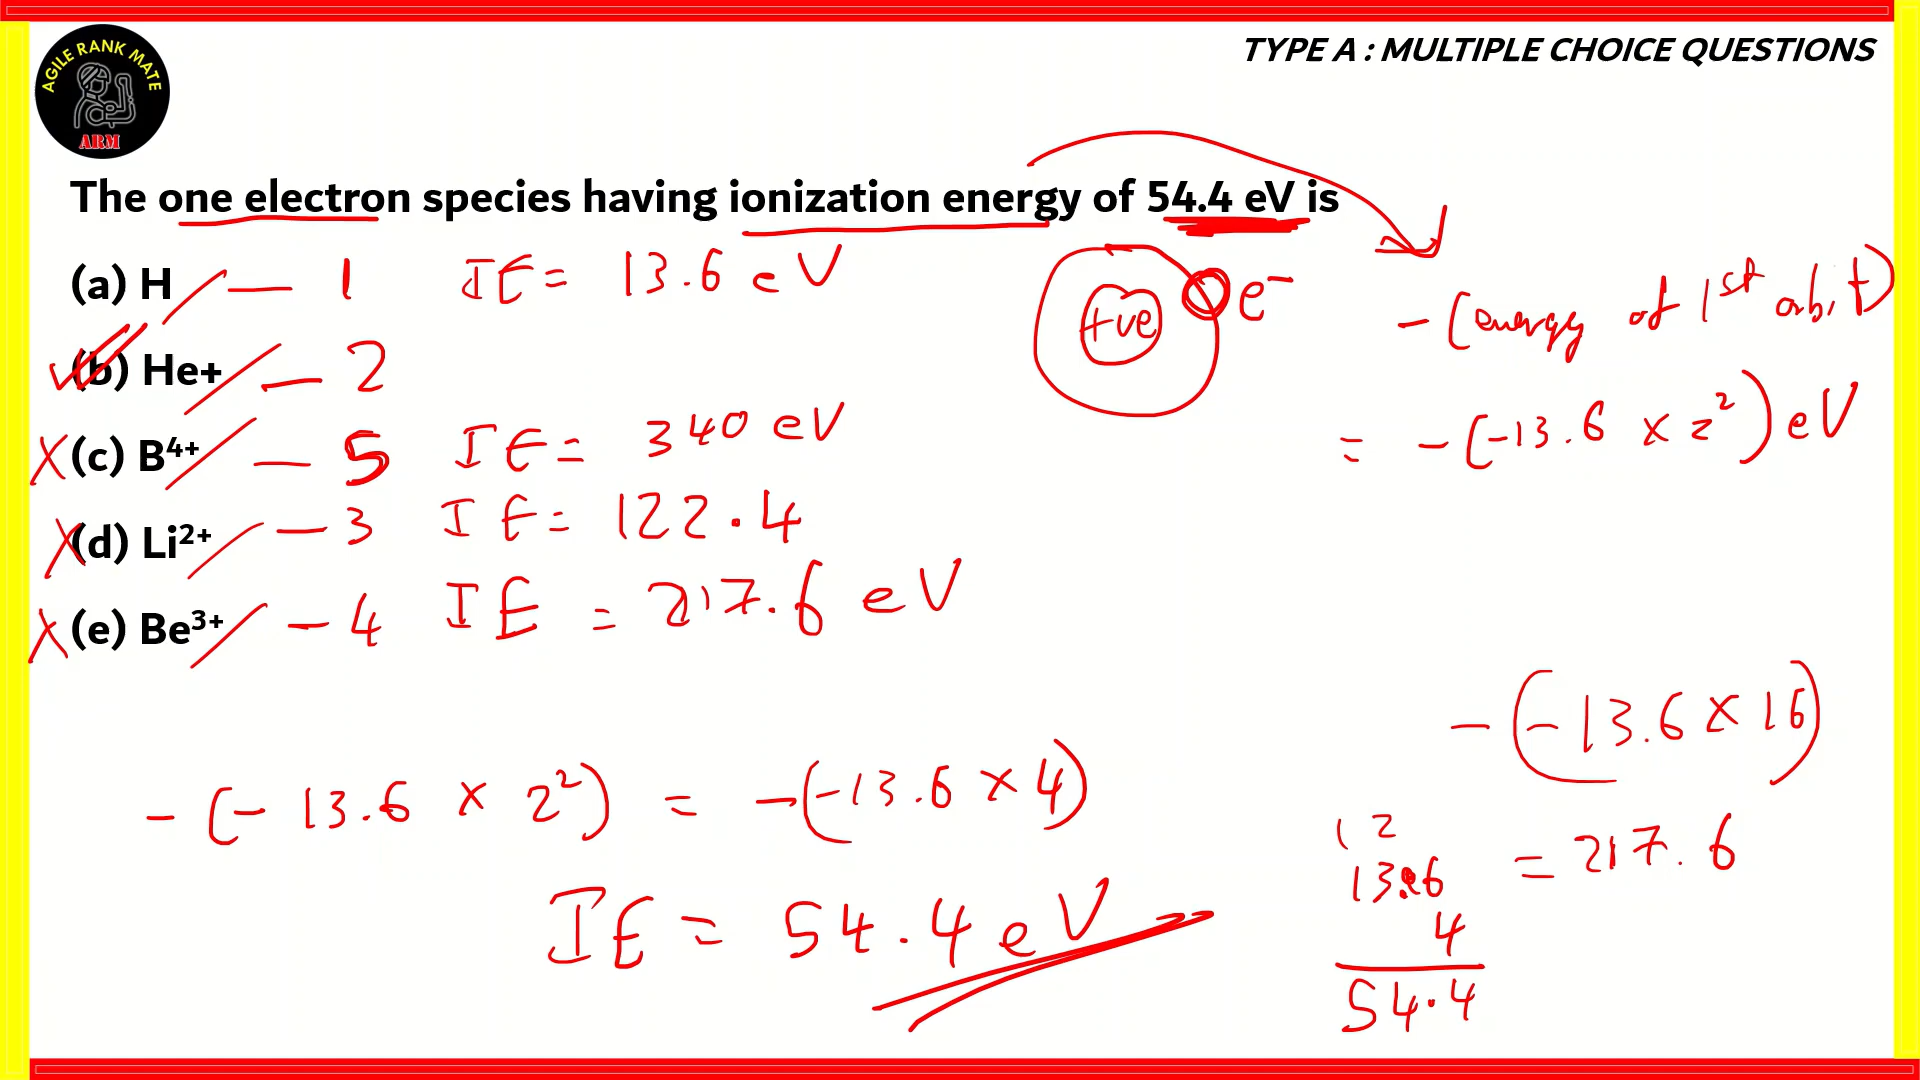 AGILE RANK MATE
ARM
TYPE A : MULTIPLE CHOICE QUESTIONS
The one electron species having ionization energy of 54.4 eV is
(a) H — 1 IE = 13.6 eV
(b) He+ — 2
(c) B⁴⁺ — 5 IE = 340 eV
(d) Li²⁺ — 3 IE = 122.4
(e) Be³⁺ — 4 IE = 217.6 eV
+ve e⁻
- (energy of 1st orbit)
= - (-13.6 × z²) eV
- (-13.6 × 16)
= 217.6
- (- 13.6 × 2²) = - (-13.6 × 4)
IE = 54.4 eV
1 2
13.6
4
54.4